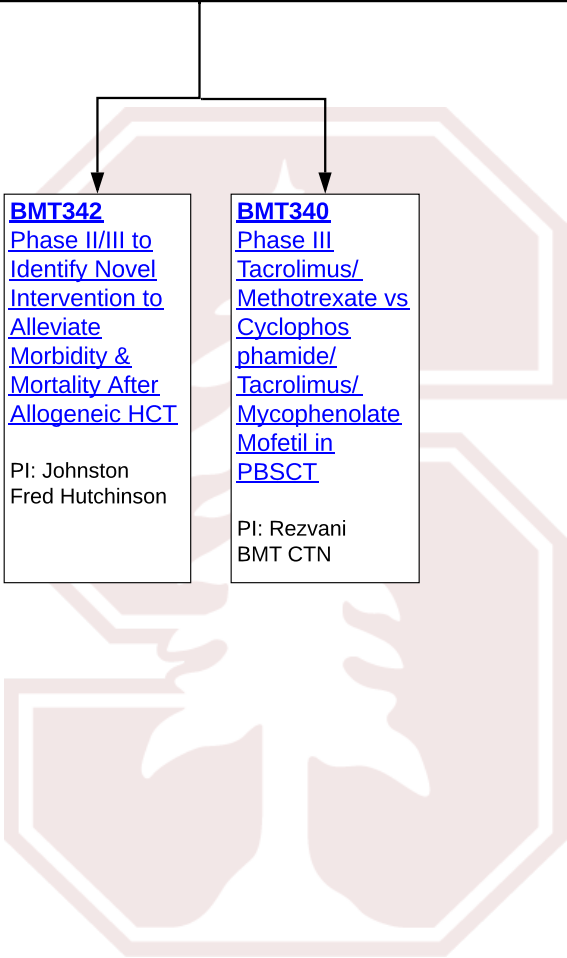 BMT342
Phase II/III to
Identify Novel
Intervention to
Alleviate
Morbidity &
Mortality After
Allogeneic HCT
PI: Johnston
Fred Hutchinson
BMT340
Phase III
Tacrolimus/
Methotrexate vs
Cyclophos
phamide/
Tacrolimus/
Mycophenolate
Mofetil in
PBSCT
PI: Rezvani
BMT CTN